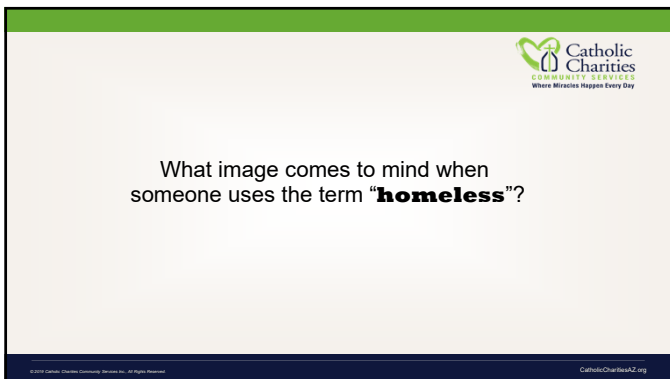 Catholic
Charities
COMMUNITY SERVICES
Where Miracles Happen Every Day
What image comes to mind when
someone uses the term “homeless”?
©2019 Catholic Charities Community Services Inc., All Rights Reserved
CatholicCharitiesAZ.org